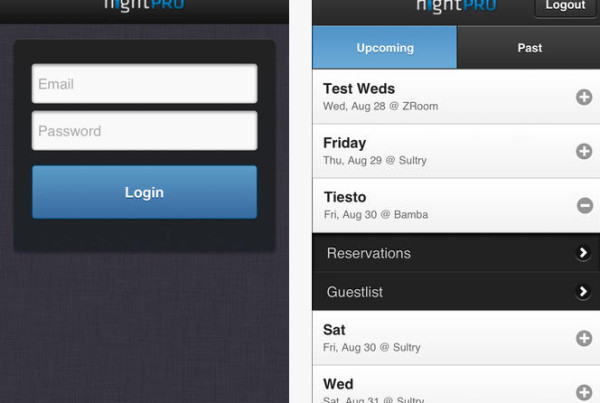 nightPRO
Email
Password
Login
nightPRO
Logout
Upcoming
Past
Test Weds
Wed, Aug 28 @ ZRoom
Friday
Thu, Aug 29 @ Sultry
Tiesto
Fri, Aug 30 @ Bamba
Reservations
Guestlist
Sat
Fri, Aug 30 @ Sultry
Wed
Sat, Aug 31 @ Sultry